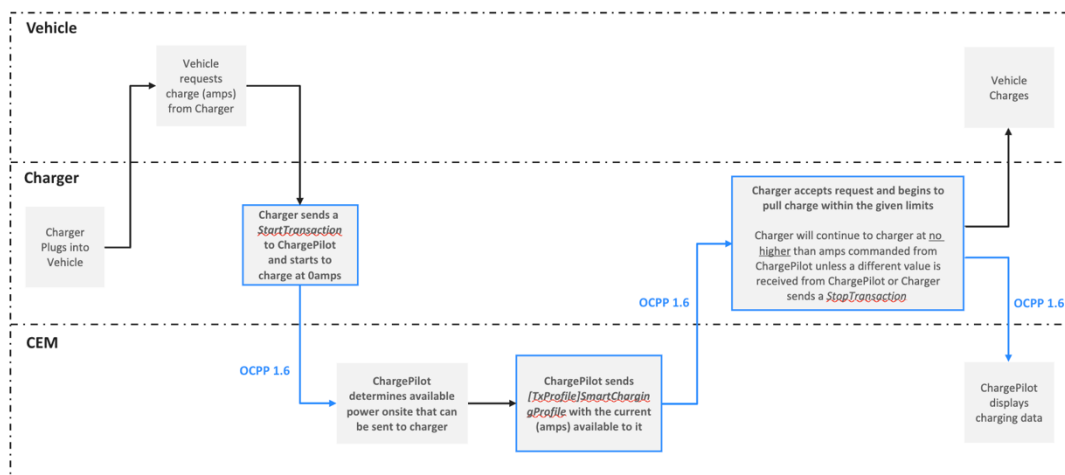 Vehicle
Vehicle
requests
charge (amps)
from Charger
Vehicle
Charges
Charger
Charger
Plugs into
Vehicle
Charger sends a
StartTransaction
to ChargePilot
and starts to
charge at 0amps
Charger accepts request and begins to
pull charge within the given limits
Charger will continue to charger at no
higher than amps commanded from
ChargePilot unless a different value is
received from ChargePilot or Charger
sends a StopTransaction
OCPP 1.6
OCPP 1.6
CEM
OCPP 1.6
ChargePilot
determines available
power onsite that can
be sent to charger
ChargePilot sends
[TxProfile]SmartChargin
gProfile with the current
(amps) available to it
ChargePilot
displays
charging data